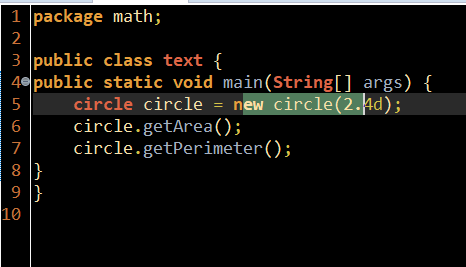 1 package math;
2
3 public class text {
4 public static void main(String[] args) {
5 circle circle = new circle(2.4d);
6 circle.getArea();
7 circle.getPerimeter();
8 }
9 }
10